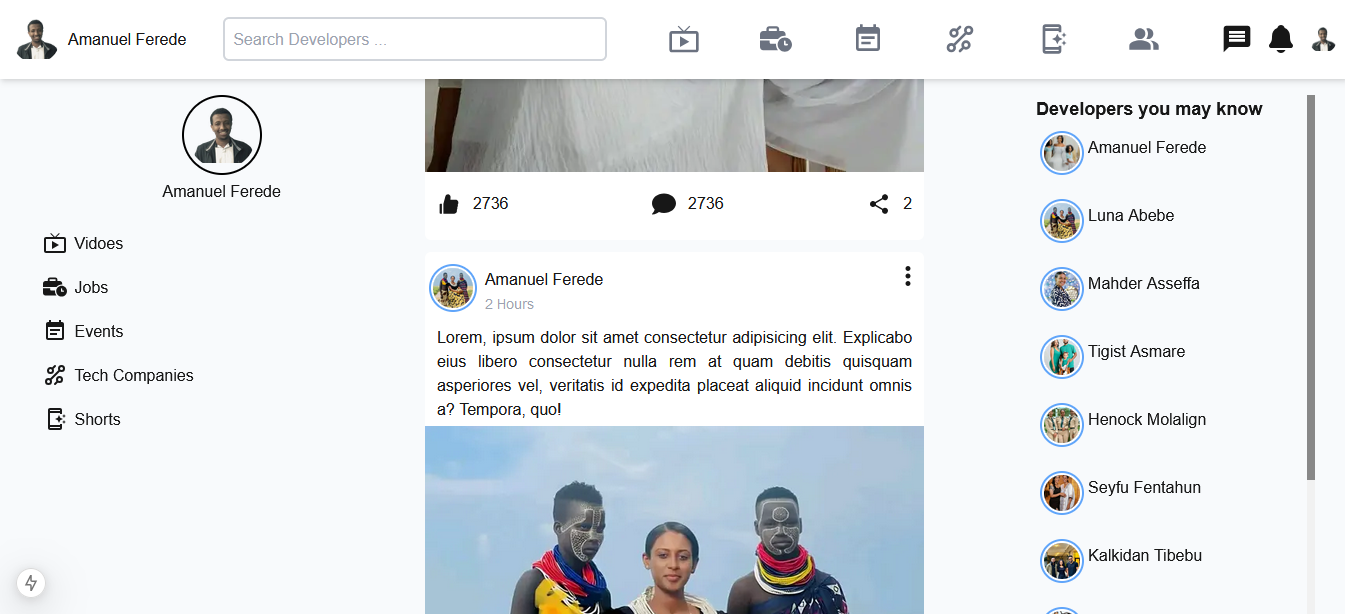 Amanuel Ferede
Search Developers ...
Amanuel Ferede
Vidoes
Jobs
Events
Tech Companies
Shorts
2736
2736
2
Amanuel Ferede
2 Hours
Lorem, ipsum dolor sit amet consectetur adipisicing elit. Explicabo
eius libero consectetur nulla rem at quam debitis quisquam
asperiores vel, veritatis id expedita placeat aliquid incidunt omnis
a? Tempora, quo!
Developers you may know
Amanuel Ferede
Luna Abebe
Mahder Asseffa
Tigist Asmare
Henock Molalign
Seyfu Fentahun
Kalkidan Tibebu